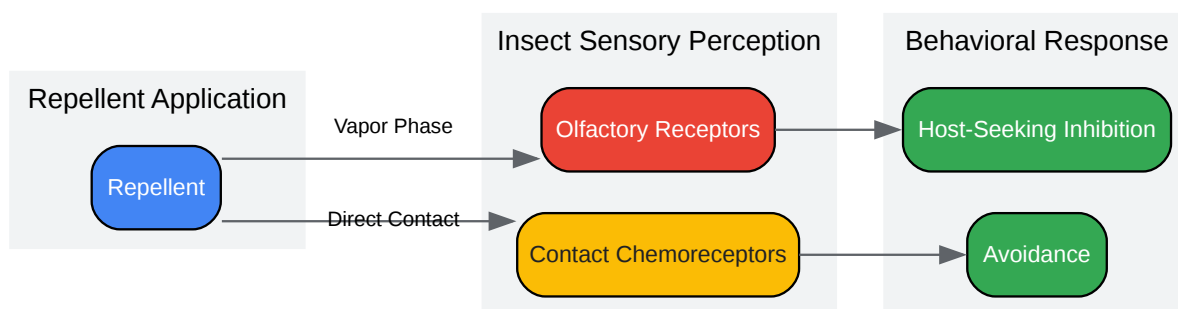 Repellent Application
Repellent
Vapor Phase
Direct Contact
Insect Sensory Perception
Olfactory Receptors
Contact Chemoreceptors
Behavioral Response
Host-Seeking Inhibition
Avoidance